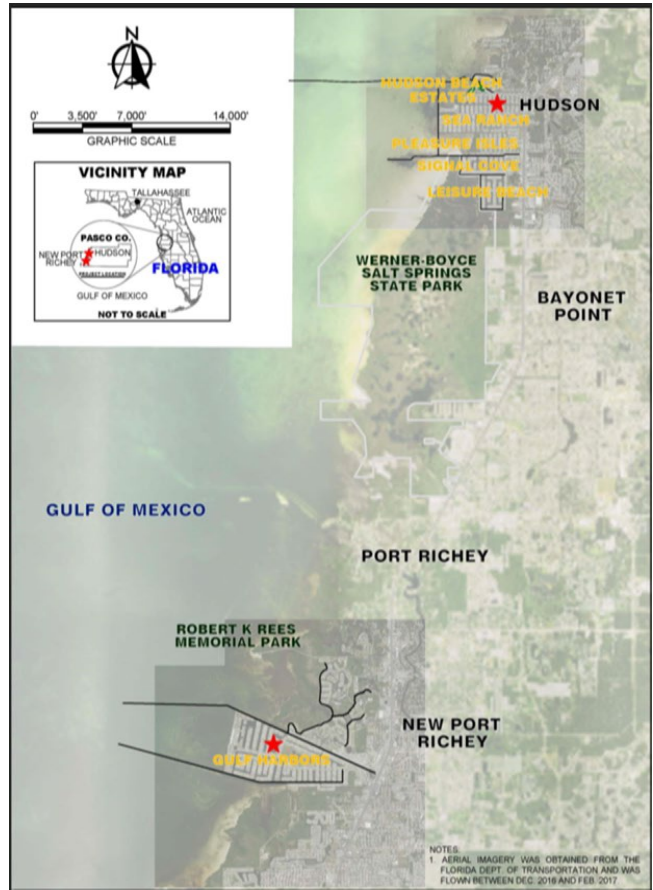 N
0' 3,500' 7,000' 14,000'
GRAPHIC SCALE
VICINITY MAP
TALLAHASSEE
ATLANTIC
OCEAN
PASCO CO.
NEW PORT
RICHEY
HUDSON
PROJECT LOCATION
FLORIDA
GULF OF MEXICO
NOT TO SCALE
HUDSON BEACH
ESTATES
HUDSON
SEA RANCH
PLEASURE ISLES
SIGNAL COVE
LEISURE BEACH
WERNER-BOYCE
SALT SPRINGS
STATE PARK
BAYONET
POINT
GULF OF MEXICO
PORT RICHEY
ROBERT K REES
MEMORIAL PARK
NEW PORT
RICHEY
GULF HARBORS
NOTES:
1. AERIAL IMAGERY WAS OBTAINED FROM THE
FLORIDA DEPT. OF TRANSPORTATION AND WAS
FLOWN BETWEEN DEC. 2016 AND FEB. 2017